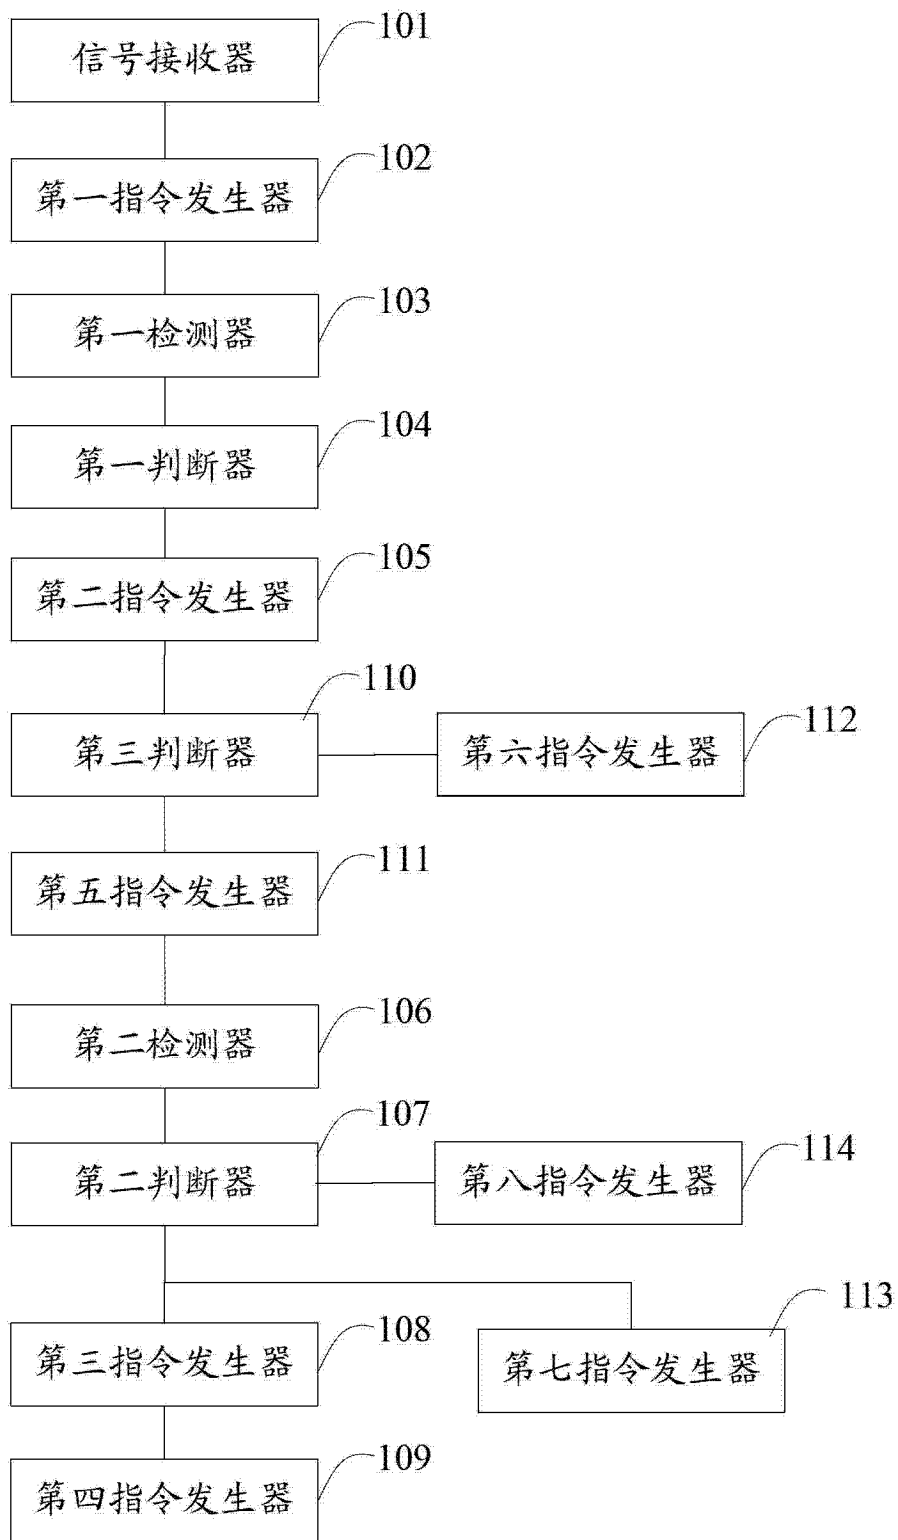 101
信号接收器
102
第一指令发生器
103
第一检测器
104
第一判断器
105
第二指令发生器
110
第三判断器
112
第六指令发生器
111
第五指令发生器
106
第二检测器
107
第二判断器
114
第八指令发生器
113
第七指令发生器
108
第三指令发生器
109
第四指令发生器